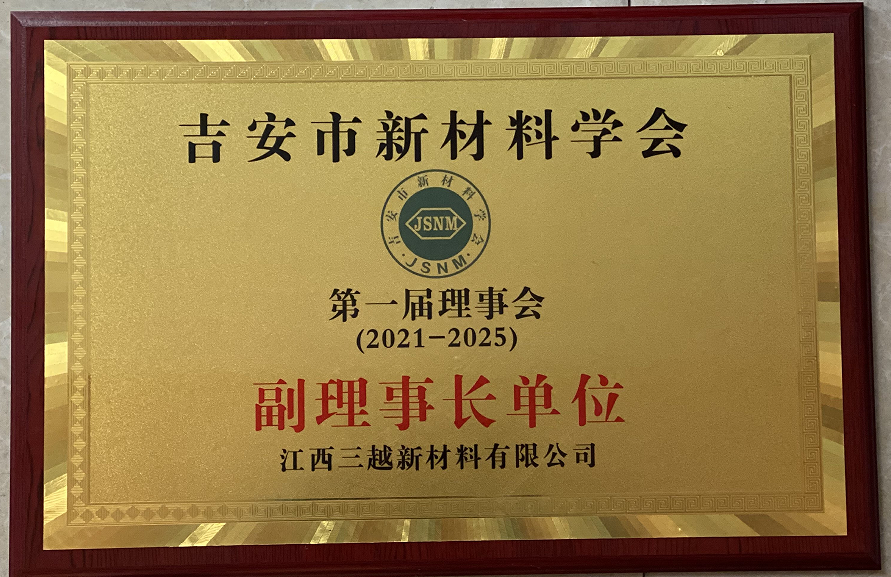 吉安市新材料学会
吉安市新材料学会
JSNM
·JSNM·
第一届理事会
(2021-2025)
副理事长单位
江西三越新材料有限公司